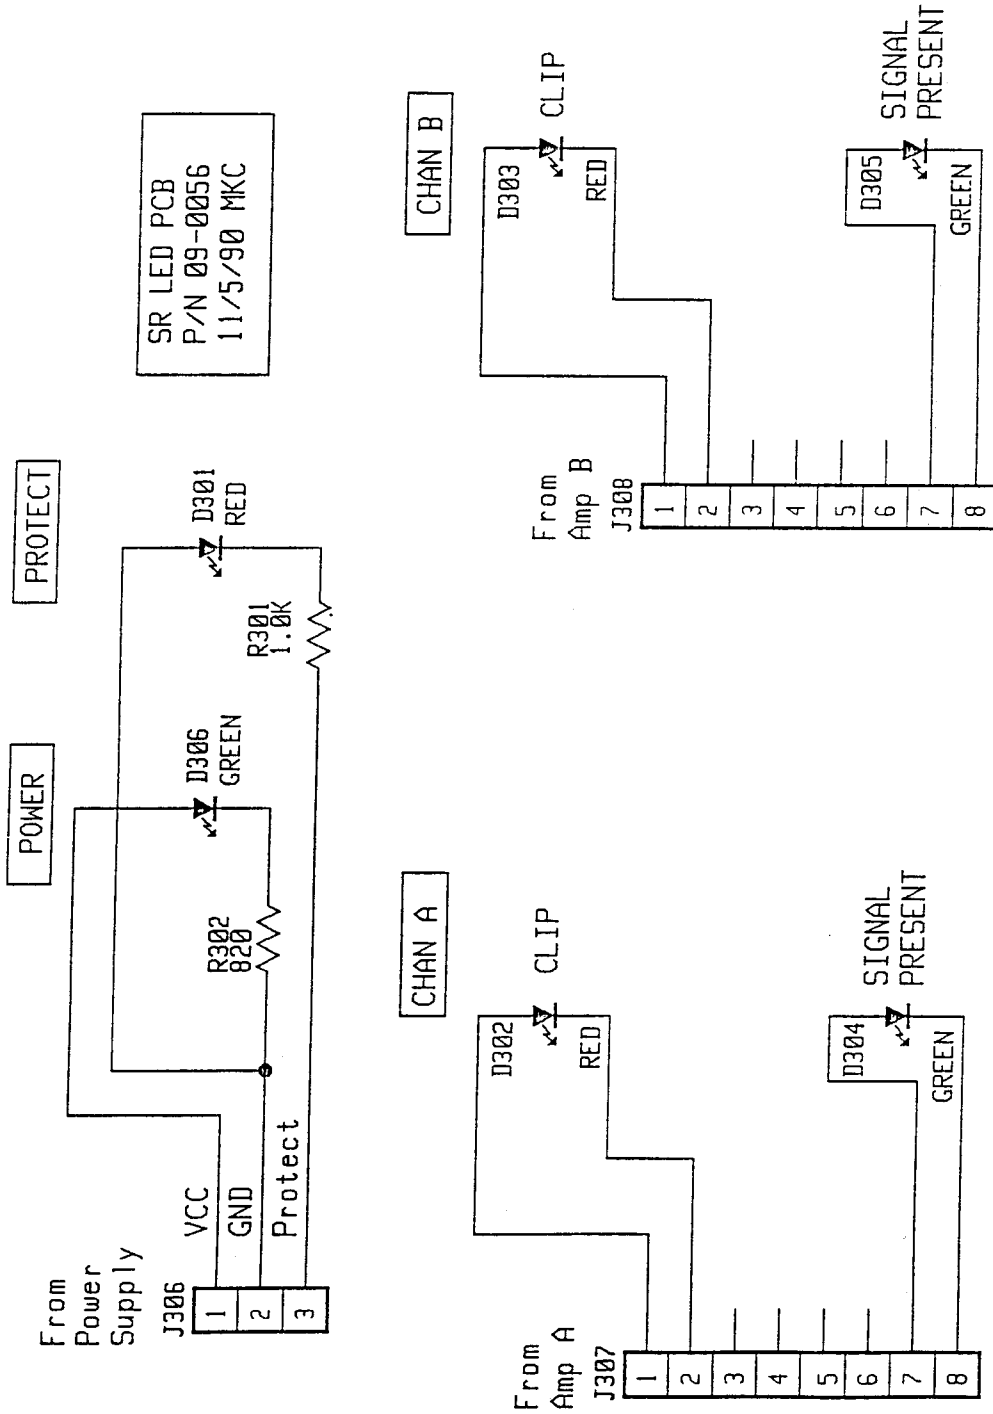 From
Power
Supply
J306
1
2
3
VCC
GND
Protect
POWER
D306
GREEN
R302
820
PROTECT
D301
RED
R301
1.0K
SR LED PCB
P/N 09-0056
11/5/90 MKC
From
Amp A
J307
1
2
3
4
5
6
7
8
CHAN A
D302
CLIP
RED
D304
SIGNAL
PRESENT
GREEN
From
Amp B
J308
1
2
3
4
5
6
7
8
CHAN B
D303
CLIP
RED
D305
SIGNAL
PRESENT
GREEN